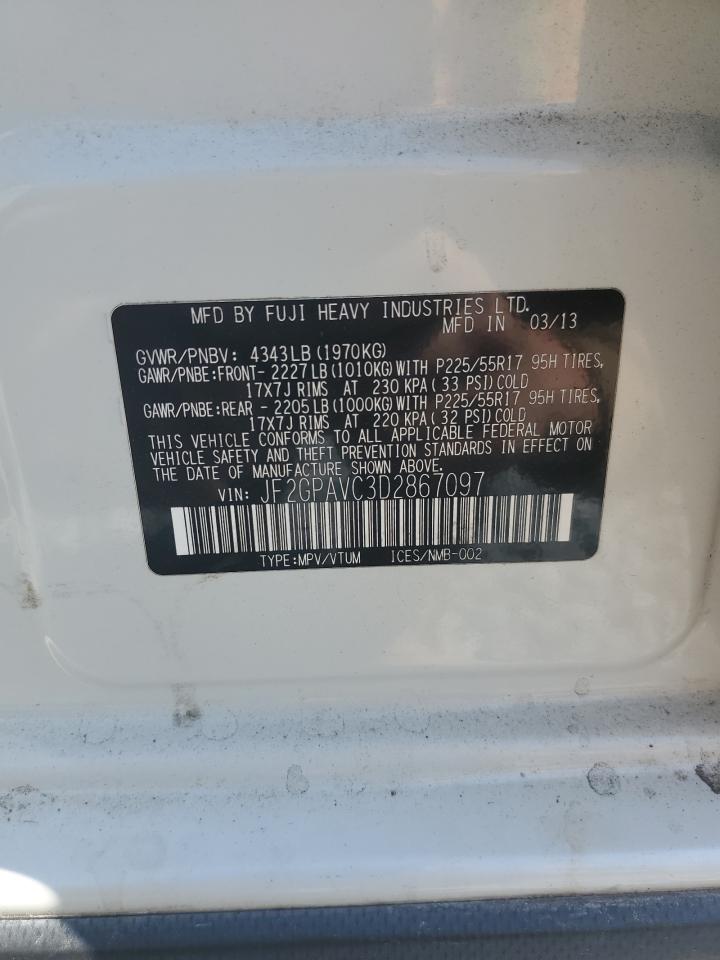 MFD BY FUJI HEAVY INDUSTRIES LTD.
MFD IN 03/13
GVWR/PNBV: 4343LB (1970KG)
GAWR/PNBE:FRONT- 2227LB (1010KG)WITH P225/55R17 95H TIRES,
17X7J RIMS AT 230 KPA (33 PSI) COLD
GAWR/PNBE:REAR - 2205LB (1000KG)WITH P225/55R17 95H TIRES,
17X7J RIMS AT 220 KPA (32 PSI) COLD
THIS VEHICLE CONFORMS TO ALL APPLICABLE FEDERAL MOTOR
VEHICLE SAFETY AND THEFT PREVENTION STANDARDS IN EFFECT ON
THE DATE OF MANUFACTURE SHOWN ABOVE.
VIN: JF2GPAVC3D2867097
TYPE:MPV/VTUM ICES/NMB-002